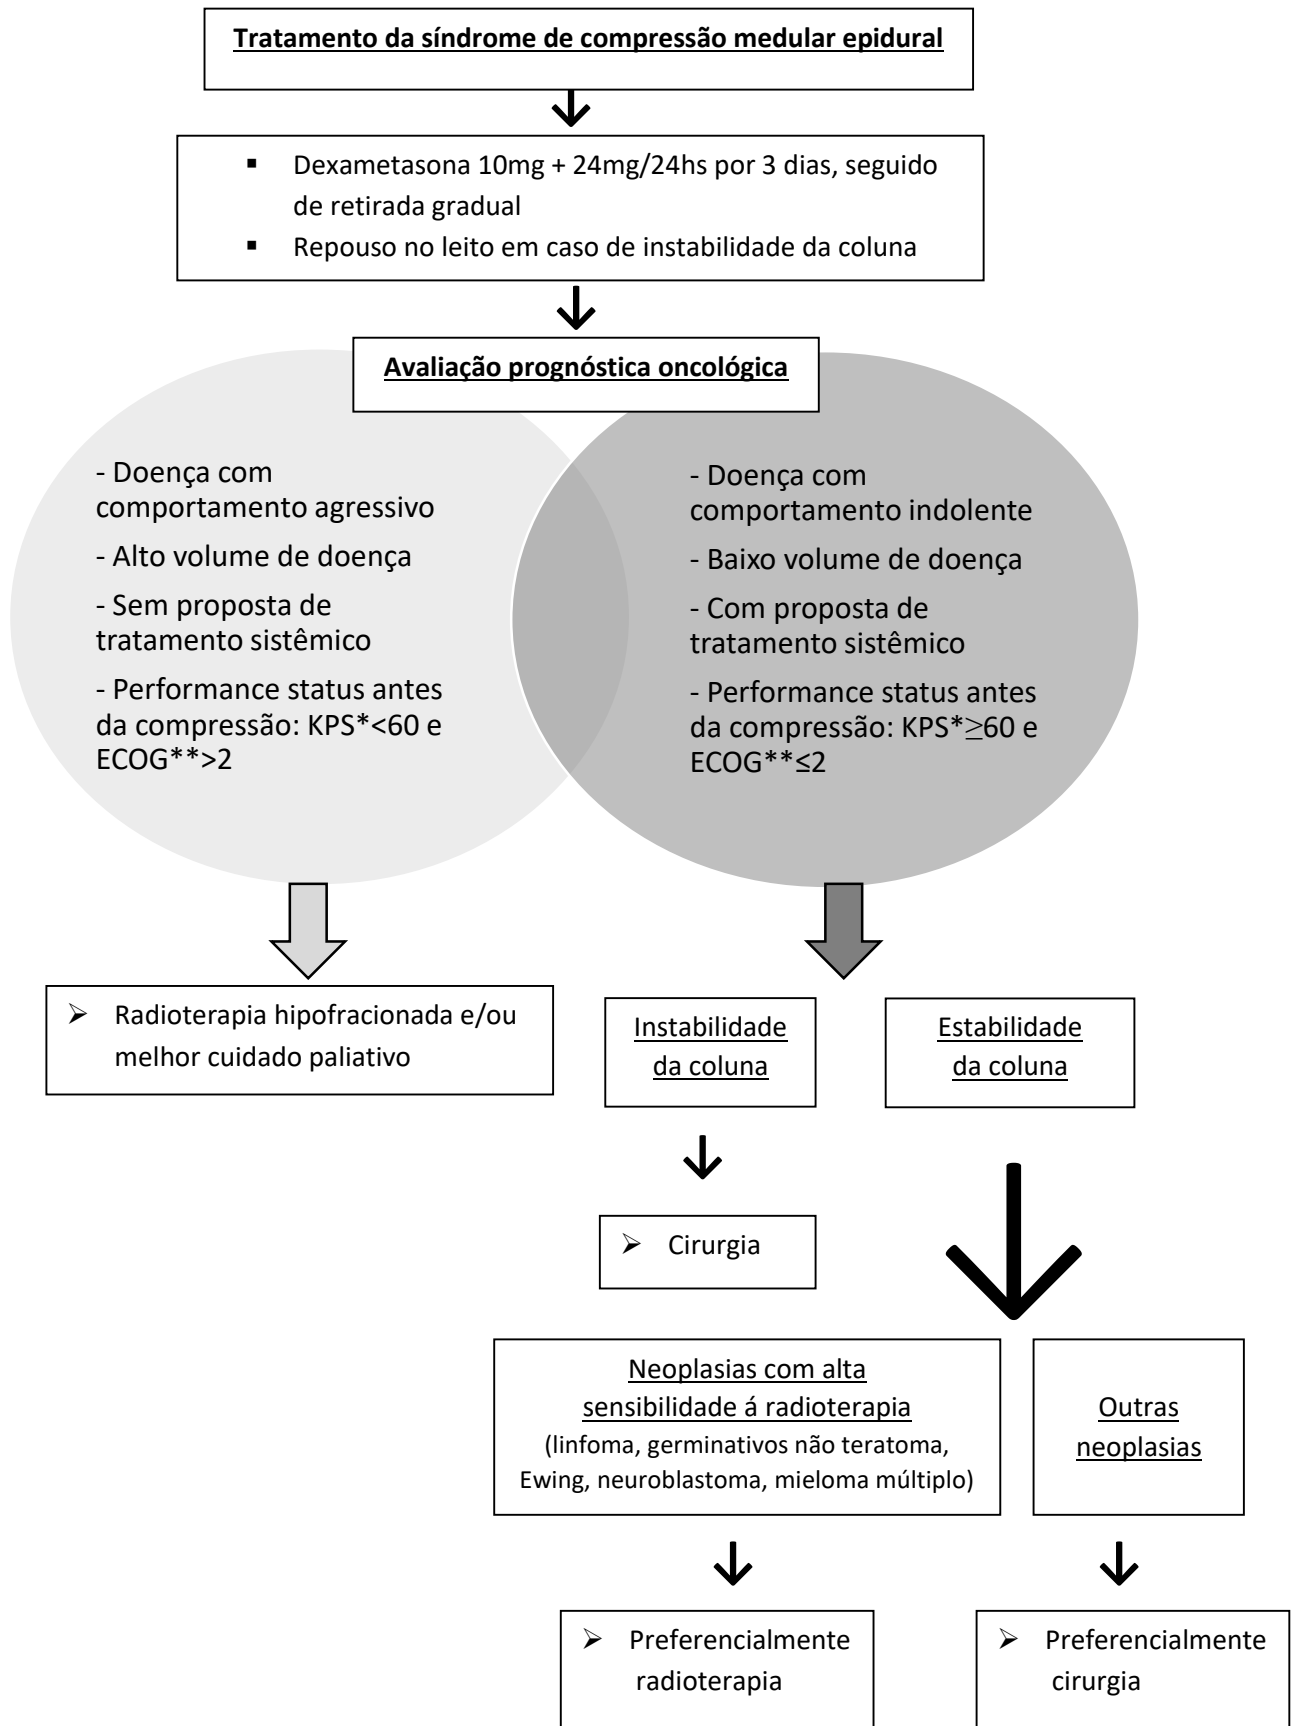 Tratamento da síndrome de compressão medular epidural
▪ Dexametasona 10mg + 24mg/24hs por 3 dias, seguido
de retirada gradual
▪ Repouso no leito em caso de instabilidade da coluna
Avaliação prognóstica oncológica
- Doença com
comportamento agressivo
- Alto volume de doença
- Sem proposta de
tratamento sistêmico
- Performance status antes
da compressão: KPS*<60 e
ECOG**>2
- Doença com
comportamento indolente
- Baixo volume de doença
- Com proposta de
tratamento sistêmico
- Performance status antes
da compressão: KPS*≥60 e
ECOG**≤2
➢ Radioterapia hipofracionada e/ou
melhor cuidado paliativo
Instabilidade
da coluna
Estabilidade
da coluna
➢ Cirurgia
Neoplasias com alta
sensibilidade á radioterapia
(linfoma, germinativos não teratoma,
Ewing, neuroblastoma, mieloma múltiplo)
Outras
neoplasias
➢ Preferencialmente
radioterapia
➢ Preferencialmente
cirurgia